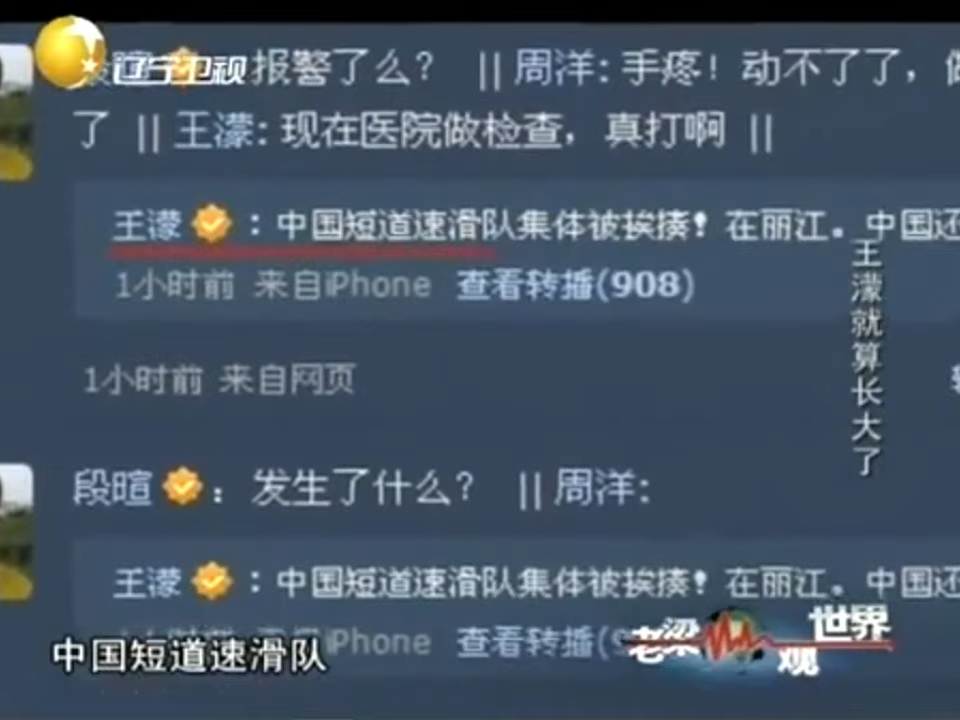 辽宁卫视
段暄：报警了么？ || 周洋: 手疼！动不了了，
了 || 王濛: 现在医院做检查，真打啊 ||
王濛：中国短道速滑队集体被挨揍！在丽江。中国还
1小时前 来自iPhone 查看转播(908)
1小时前 来自网页
段暄：发生了什么？ || 周洋:
王濛：中国短道速滑队集体被挨揍！在丽江。中国还
iPhone 查看转播(9
王濛就算长大了
中国短道速滑队
老梁
观
世界